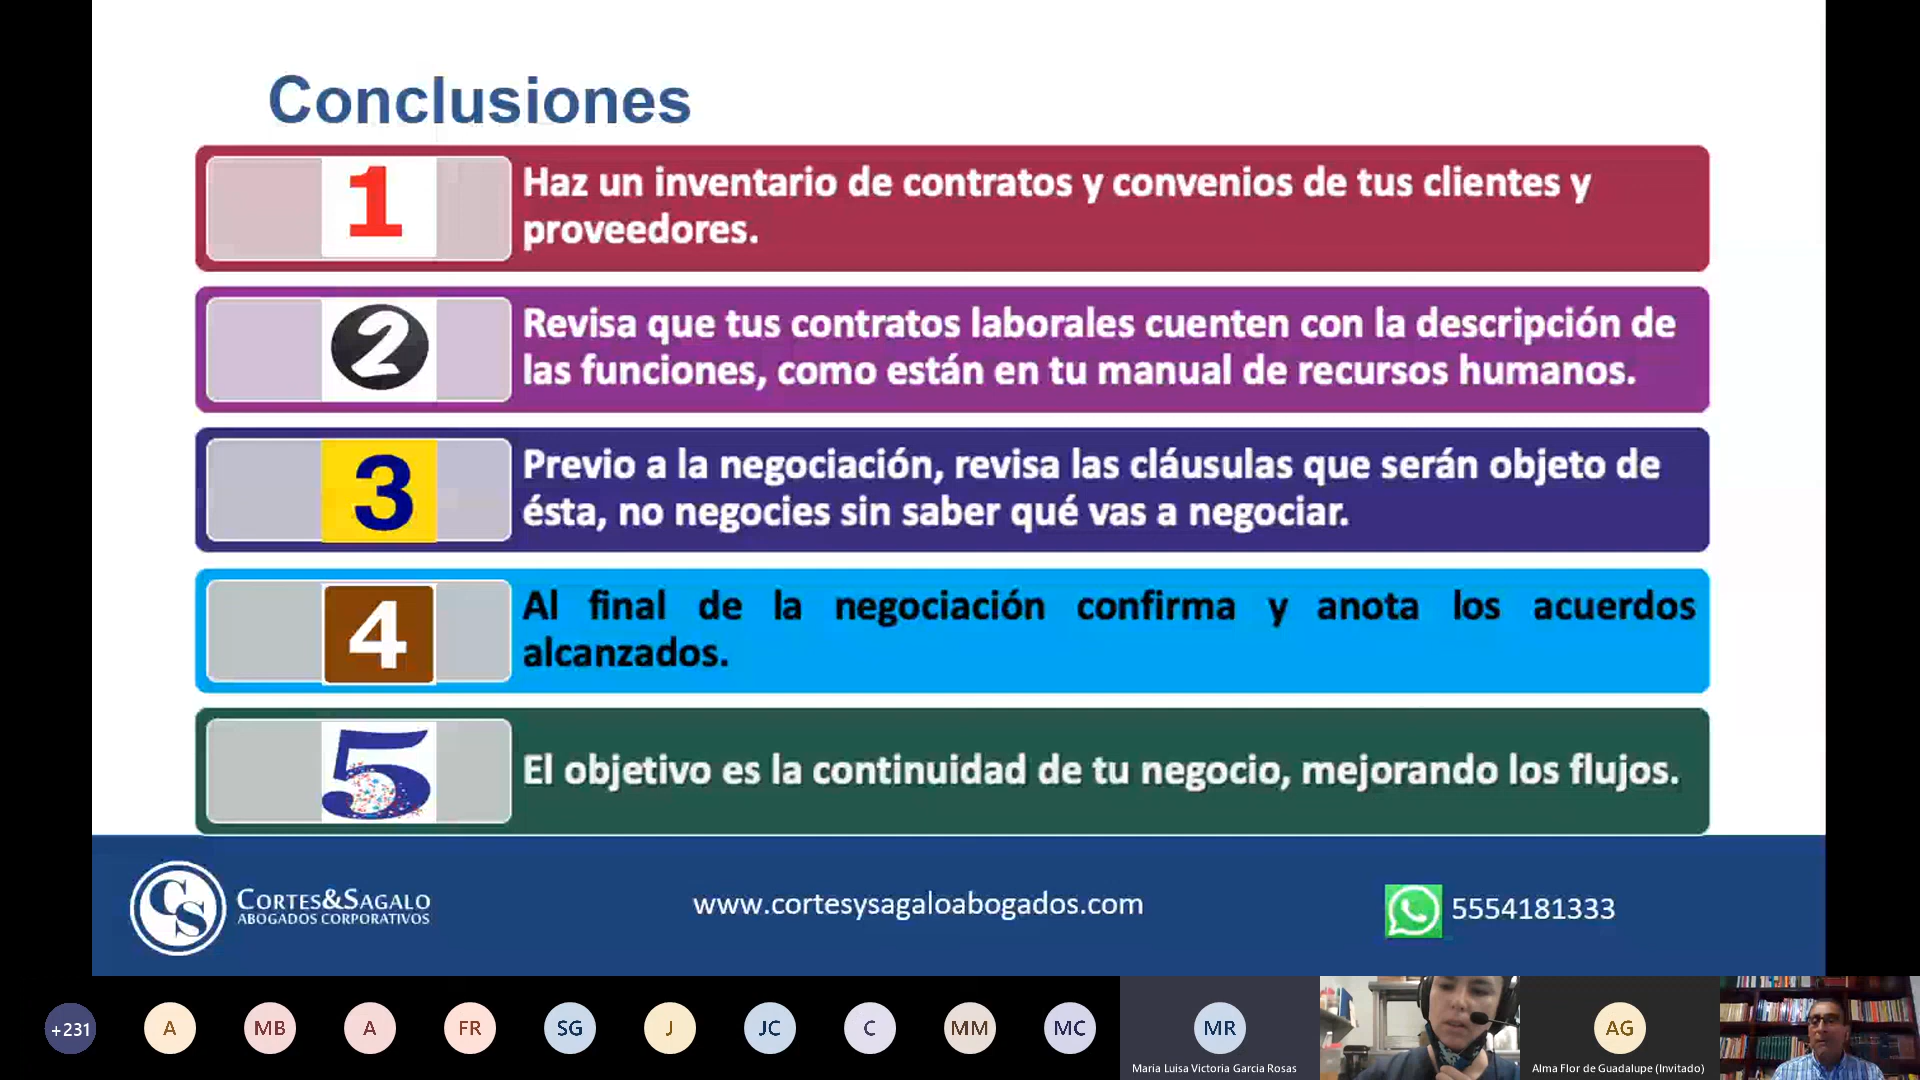 Conclusiones
1
Haz un inventario de contratos y convenios de tus clientes y
proveedores.
2
Revisa que tus contratos laborales cuenten con la descripción de
las funciones, como están en tu manual de recursos humanos.
3
Previo a la negociación, revisa las cláusulas que serán objeto de
ésta, no negocies sin saber qué vas a negociar.
4
Al final de la negociación confirma y anota los acuerdos
alcanzados.
5
El objetivo es la continuidad de tu negocio, mejorando los flujos.
CS
CORTES&SAGALO
ABOGADOS CORPORATIVOS
www.cortesysagaloabogados.com
5554181333
+231
A
MB
A
FR
SG
J
JC
C
MM
MC
MR
AG
Maria Luisa Victoria Garcia Rosas
Alma Flor de Guadalupe (Invitado)